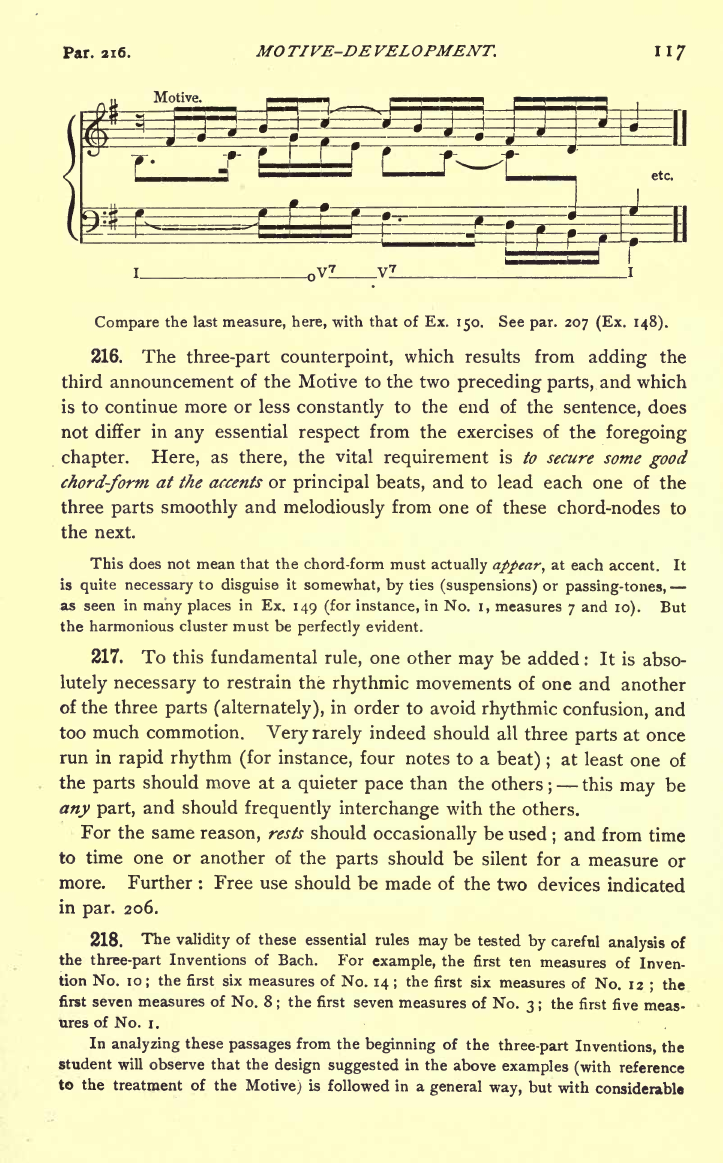 Par. 216. MOTIVE-DEVELOPMENT. 117
Motive.
etc.
I oV7 V7 I
Compare the last measure, here, with that of Ex. 150. See par. 207 (Ex. 148).
216. The three-part counterpoint, which results from adding the
third announcement of the Motive to the two preceding parts, and which
is to continue more or less constantly to the end of the sentence, does
not differ in any essential respect from the exercises of the foregoing
chapter. Here, as there, the vital requirement is to secure some good
chord-form at the accents or principal beats, and to lead each one of the
three parts smoothly and melodiously from one of these chord-nodes to
the next.
This does not mean that the chord-form must actually appear, at each accent. It
is quite necessary to disguise it somewhat, by ties (suspensions) or passing-tones, —
as seen in many places in Ex. 149 (for instance, in No. 1, measures 7 and 10). But
the harmonious cluster must be perfectly evident.
217. To this fundamental rule, one other may be added: It is abso-
lutely necessary to restrain the rhythmic movements of one and another
of the three parts (alternately), in order to avoid rhythmic confusion, and
too much commotion. Very rarely indeed should all three parts at once
run in rapid rhythm (for instance, four notes to a beat); at least one of
the parts should move at a quieter pace than the others; — this may be
any part, and should frequently interchange with the others.
For the same reason, rests should occasionally be used; and from time
to time one or another of the parts should be silent for a measure or
more. Further: Free use should be made of the two devices indicated
in par. 206.
218. The validity of these essential rules may be tested by careful analysis of
the three-part Inventions of Bach. For example, the first ten measures of Inven-
tion No. 10; the first six measures of No. 14; the first six measures of No. 12; the
first seven measures of No. 8; the first seven measures of No. 3; the first five meas-
ures of No. 1.
In analyzing these passages from the beginning of the three-part Inventions, the
student will observe that the design suggested in the above examples (with reference
to the treatment of the Motive) is followed in a general way, but with considerable